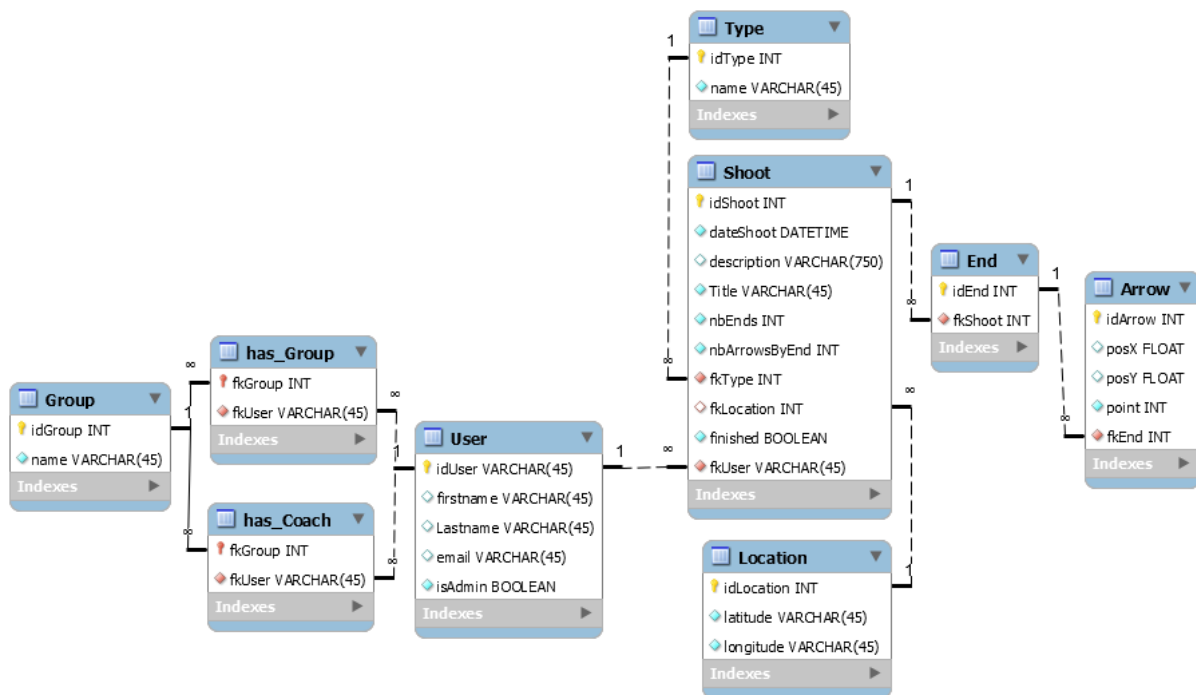 Type
idType INT
name VARCHAR(45)
Indexes
Shoot
idShoot INT
dateShoot DATETIME
description VARCHAR(750)
Title VARCHAR(45)
nbEnds INT
nbArrowsByEnd INT
fkType INT
fkLocation INT
finished BOOLEAN
fkUser VARCHAR(45)
Indexes
End
idEnd INT
fkShoot INT
Indexes
Arrow
idArrow INT
posX FLOAT
posY FLOAT
point INT
fkEnd INT
Indexes
has_Group
fkGroup INT
fkUser VARCHAR(45)
Indexes
Group
idGroup INT
name VARCHAR(45)
Indexes
User
idUser VARCHAR(45)
firstname VARCHAR(45)
Lastname VARCHAR(45)
email VARCHAR(45)
isAdmin BOOLEAN
Indexes
has_Coach
fkGroup INT
fkUser VARCHAR(45)
Indexes
Location
idLocation INT
latitude VARCHAR(45)
longitude VARCHAR(45)
Indexes
1
∞
1
∞
1
∞
1
∞
∞
1
∞
∞
1
∞
1
∞